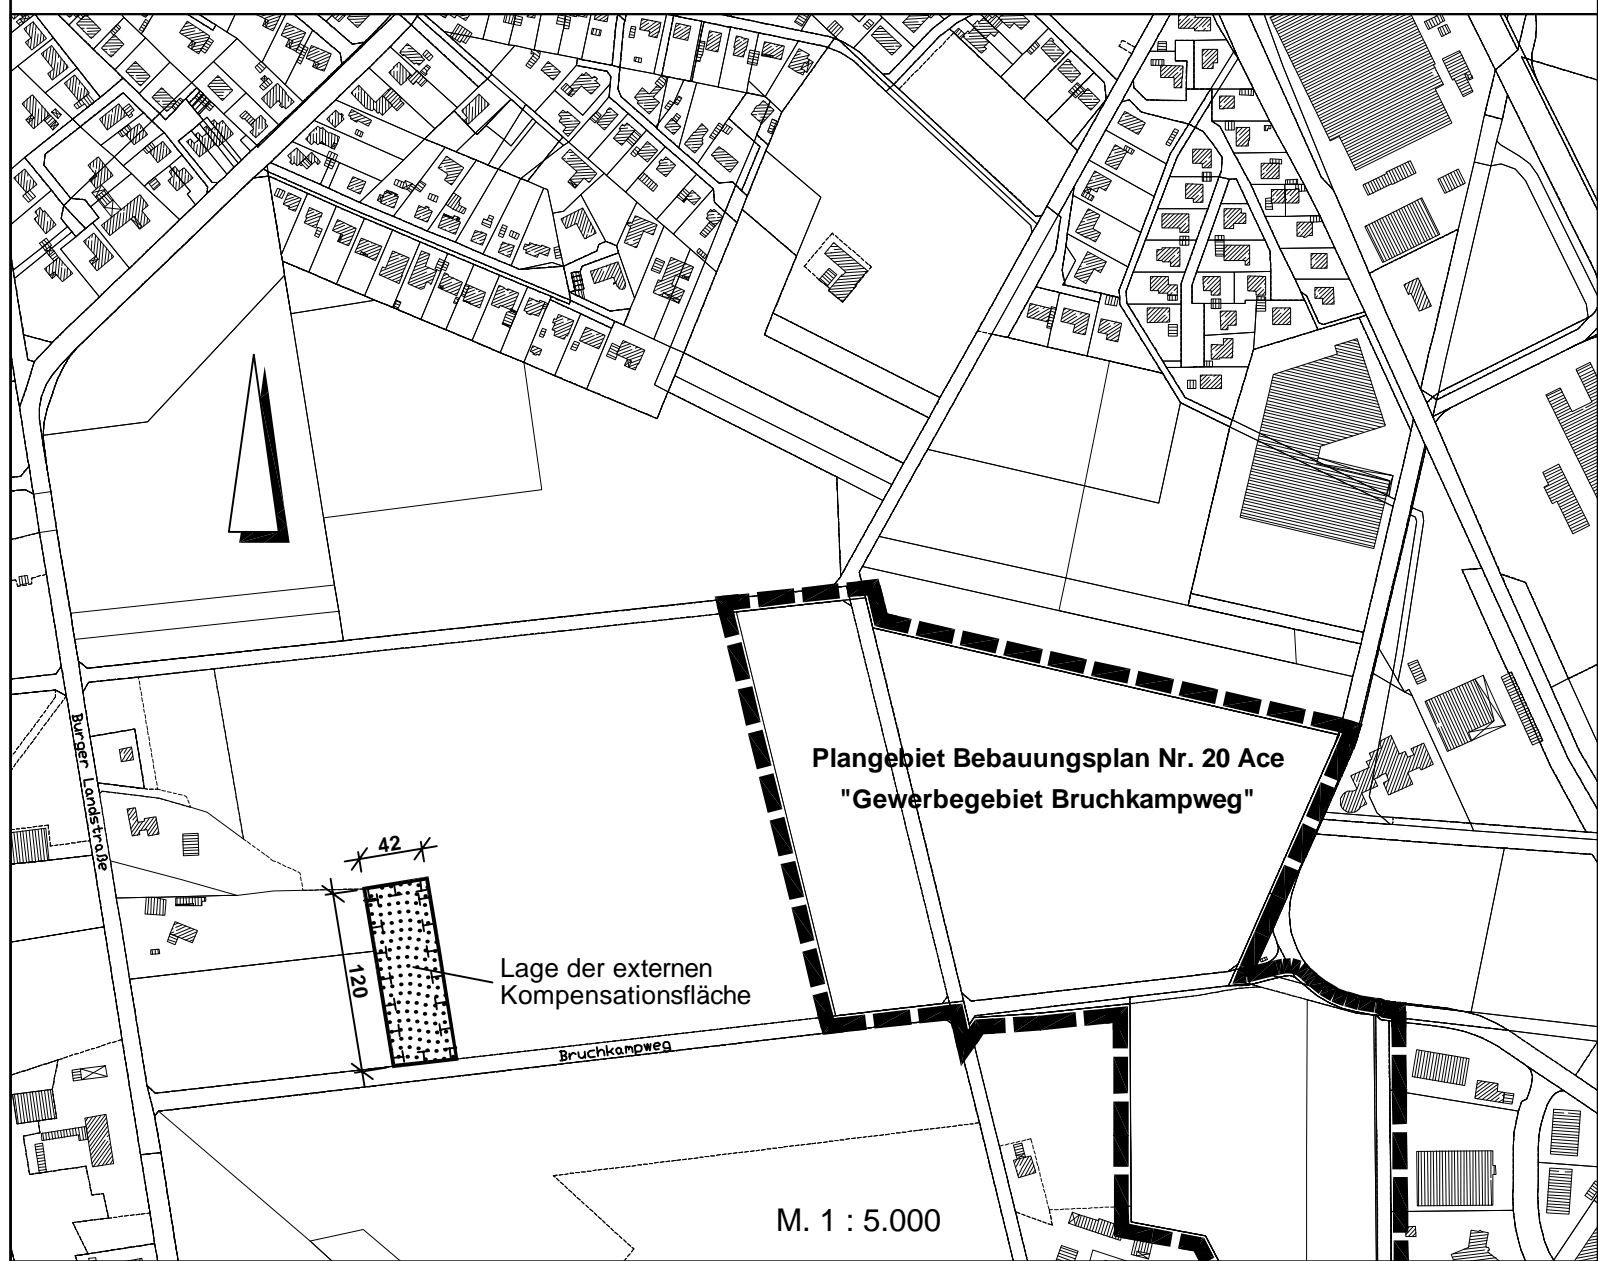 Plangebiet Bebauungsplan Nr. 20 Ace
"Gewerbegebiet Bruchkampweg"
Burger Landstraße
42
120
Lage der externen
Kompensationsfläche
Bruchkampweg
M. 1 : 5.000